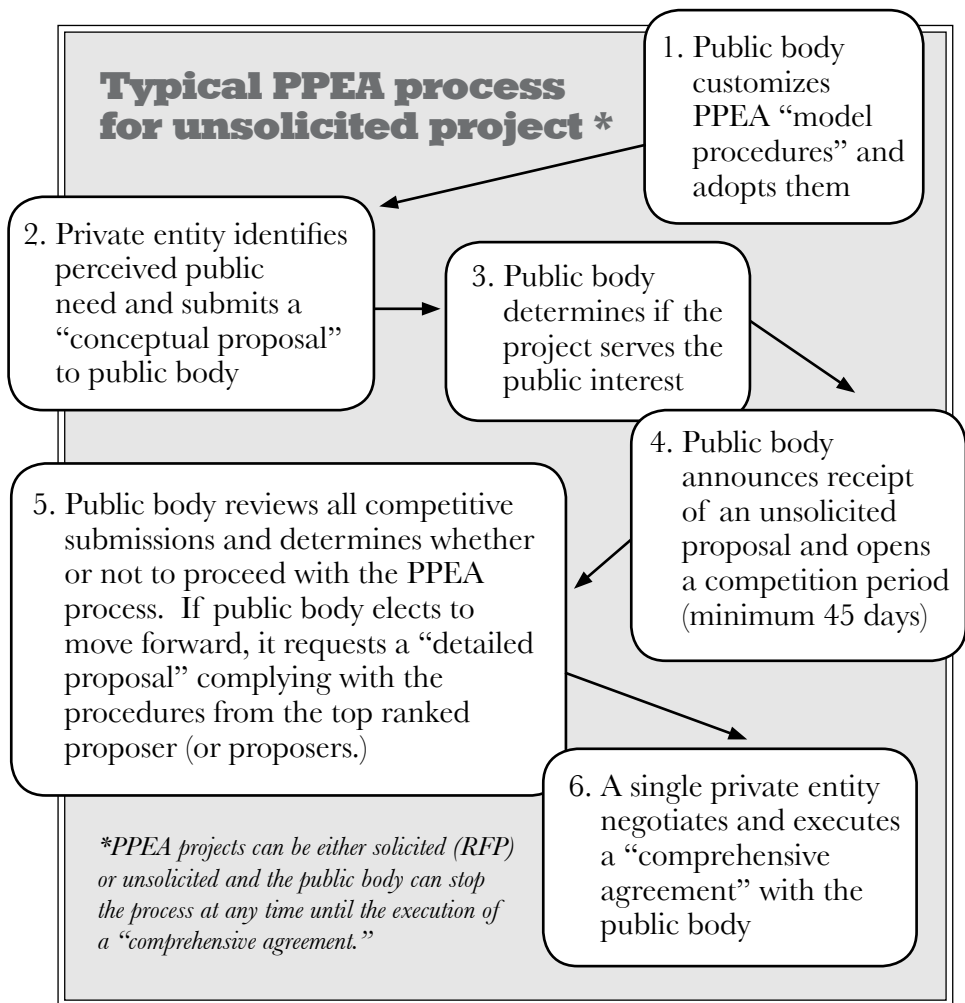 Typical PPEA process
for unsolicited project *
1. Public body
customizes
PPEA “model
procedures” and
adopts them
2. Private entity identifies
perceived public
need and submits a
“conceptual proposal”
to public body
3. Public body
determines if the
project serves the
public interest
4. Public body
announces receipt
of an unsolicited
proposal and opens
a competition period
(minimum 45 days)
5. Public body reviews all competitive
submissions and determines whether
or not to proceed with the PPEA
process. If public body elects to
move forward, it requests a “detailed
proposal” complying with the
procedures from the top ranked
proposer (or proposers.)
6. A single private entity
negotiates and executes
a “comprehensive
agreement” with the
public body
*PPEA projects can be either solicited (RFP)
or unsolicited and the public body can stop
the process at any time until the execution of
a “comprehensive agreement.”